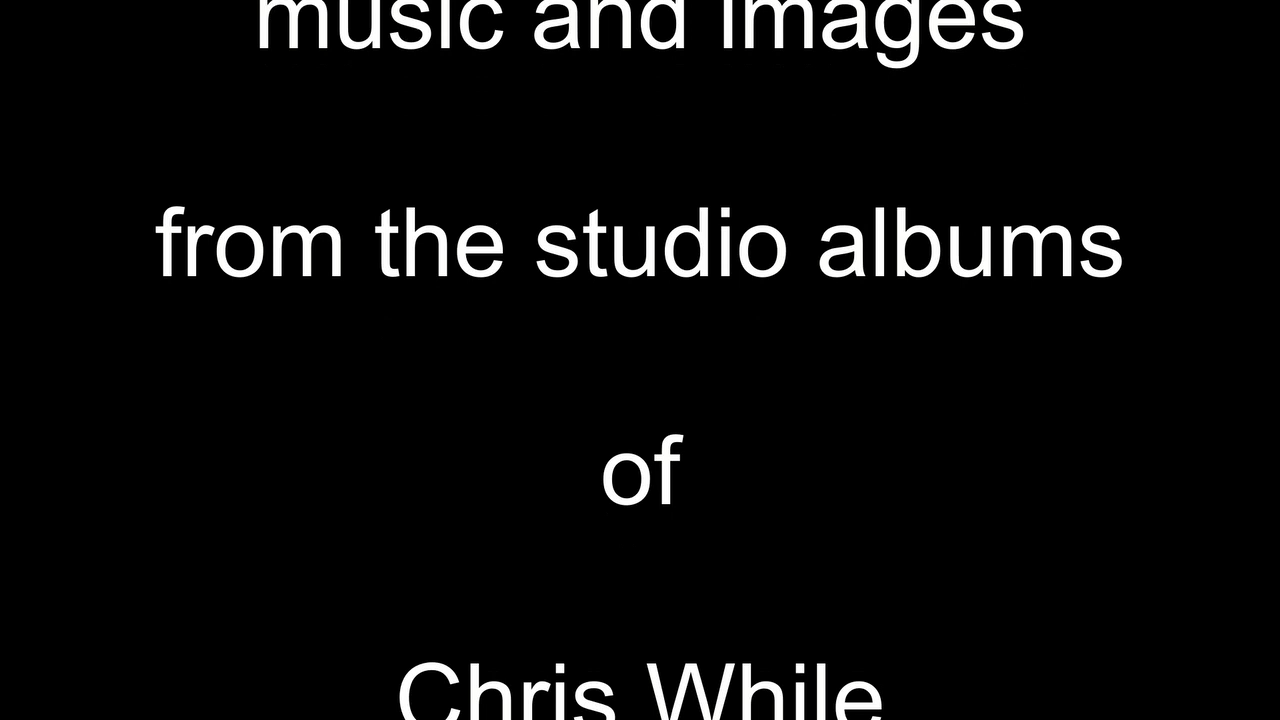 music and images
from the studio albums
of
Chris While